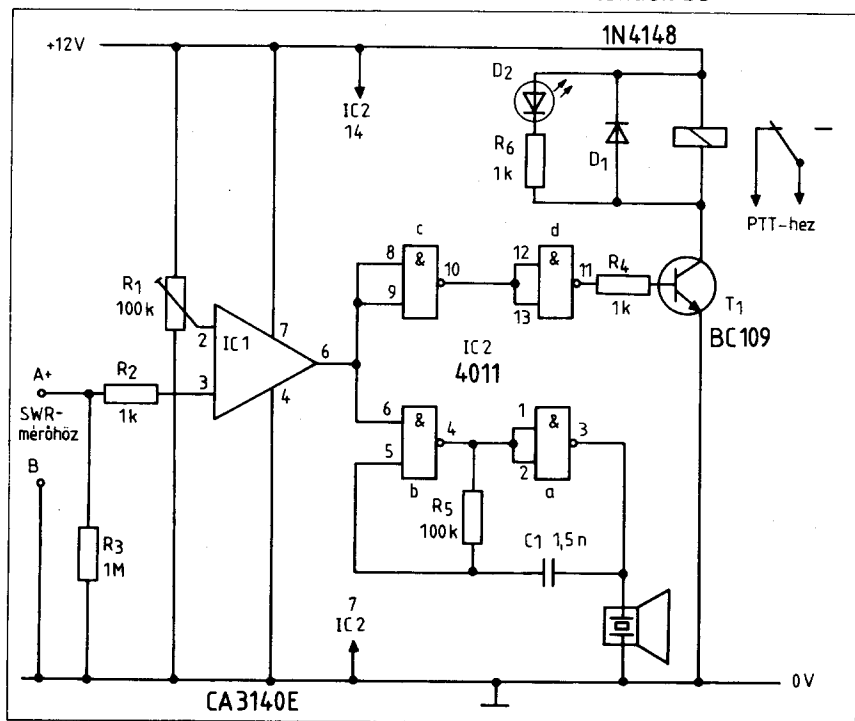 1N4148
+12V
D2
IC2
14
R6
1k
D1
PTT-hez
c
d
8
&
10
9
12
&
11
13
R4
1k
T1
BC109
R1
100k
2
IC1
7
6
3
4
IC2
4011
A+
R2
1k
SWR-
mérőhöz
B
6
&
4
5
b
1
&
3
2
a
R5
100k
C1 1,5n
R3
1M
7
IC2
0V
CA3140E